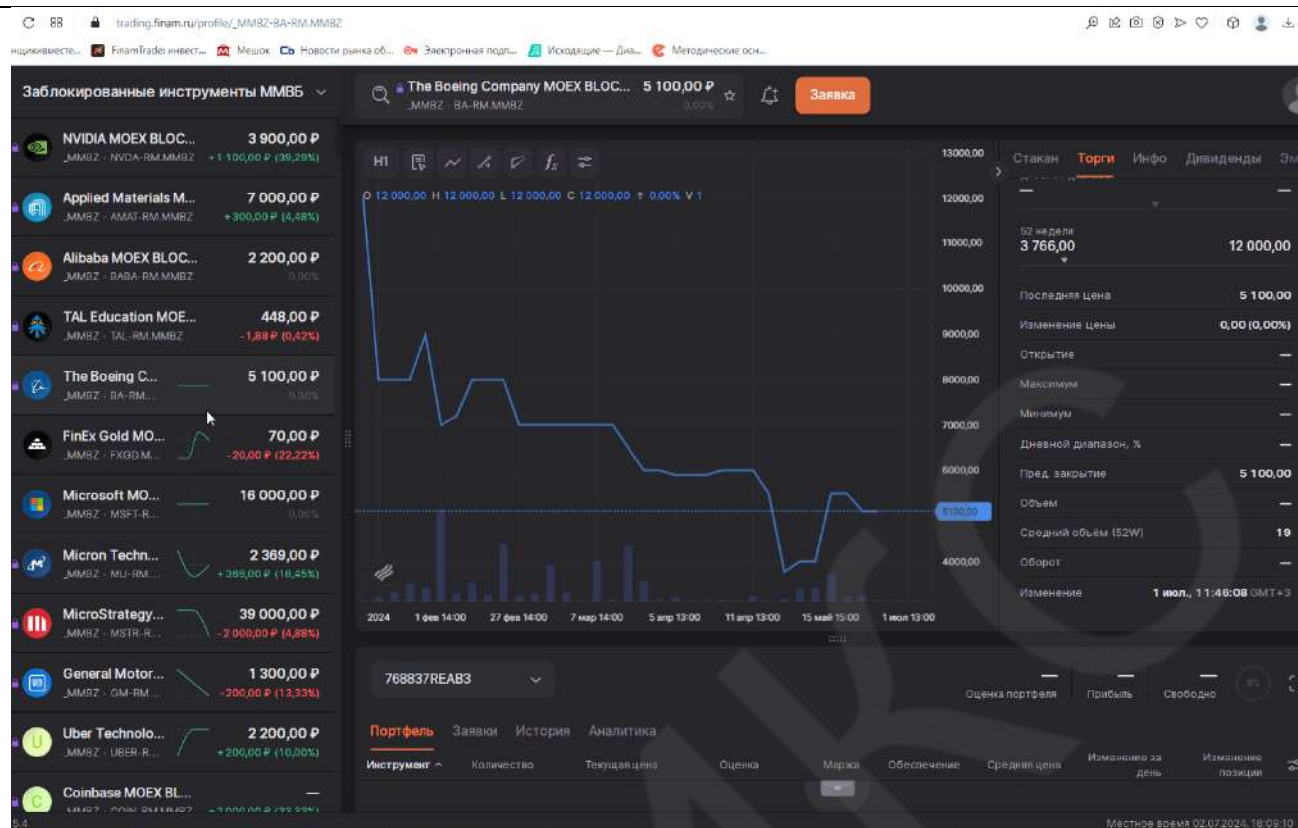 trading.finam.ru/profile/_MMBZ-BA-RM.MMBZ
нщикивместе... FinamTrade: инвест... Мешок Новости рынка об... Электронная подп... Исходящие — Диа... Методические осн...
Заблокированные инструменты ММВБ
The Boeing Company MOEX BLOC... 5 100,00 ₽
_MMBZ - BA-RM.MMBZ 0,00%
Заявка
NVIDIA MOEX BLOC... 3 900,00 ₽
_MMBZ - NVDA-RM.MMBZ +1 100,00 ₽ (39,29%)
Applied Materials M... 7 000,00 ₽
_MMBZ - AMAT-RM.MMBZ +300,00 ₽ (4,48%)
Alibaba MOEX BLOC... 2 200,00 ₽
_MMBZ - BABA-RM.MMBZ 0,00%
TAL Education MOE... 448,00 ₽
_MMBZ - TAL-RM.MMBZ -1,88 ₽ (0,42%)
The Boeing C... 5 100,00 ₽
_MMBZ - BA-RM.... 0,00%
FinEx Gold MO... 70,00 ₽
_MMBZ - FXGD.M... -20,00 ₽ (22,22%)
Microsoft MO... 16 000,00 ₽
_MMBZ - MSFT-R... 0,00%
Micron Techn... 2 369,00 ₽
_MMBZ - MU-RM.... +369,00 ₽ (18,45%)
MicroStrategy... 39 000,00 ₽
_MMBZ - MSTR-R... -2 000,00 ₽ (4,88%)
General Motor... 1 300,00 ₽
_MMBZ - GM-RM.... -200,00 ₽ (13,33%)
Uber Technolo... 2 200,00 ₽
_MMBZ - UBER-R... +200,00 ₽ (10,00%)
Coinbase MOEX BL... —
_MMBZ - COIN-RM.MMBZ +3 000,00 ₽ (33,33%)
5.4
H1
O 12 000,00 H 12 000,00 L 12 000,00 C 12 000,00 ↑ 0,00% V 1
13000,00
12000,00
11000,00
10000,00
9000,00
8000,00
7000,00
6000,00
5100,00
4000,00
2024 1 фев 14:00 27 фев 14:00 7 мар 14:00 5 апр 13:00 11 апр 13:00 15 май 15:00 1 июл 13:00
Стакан Торги Инфо Дивиденды Эм
— —
52 недели
3 766,00 12 000,00
Последняя цена 5 100,00
Изменение цены 0,00 (0,00%)
Открытие —
Максимум —
Минимум —
Дневной диапазон, % —
Пред. закрытие 5 100,00
Объем —
Средний объём (52W) 19
Оборот —
Изменение 1 июл., 11:46:08 GMT+3
768837REAB3
— — —
Оценка портфеля Прибыль Свободно
Портфель Заявки История Аналитика
Инструмент Количество Текущая цена Оценка Маржа Обеспечение Средняя цена Изменение за день Изменение позиции
Местное время 02.07.2024, 18:09:10